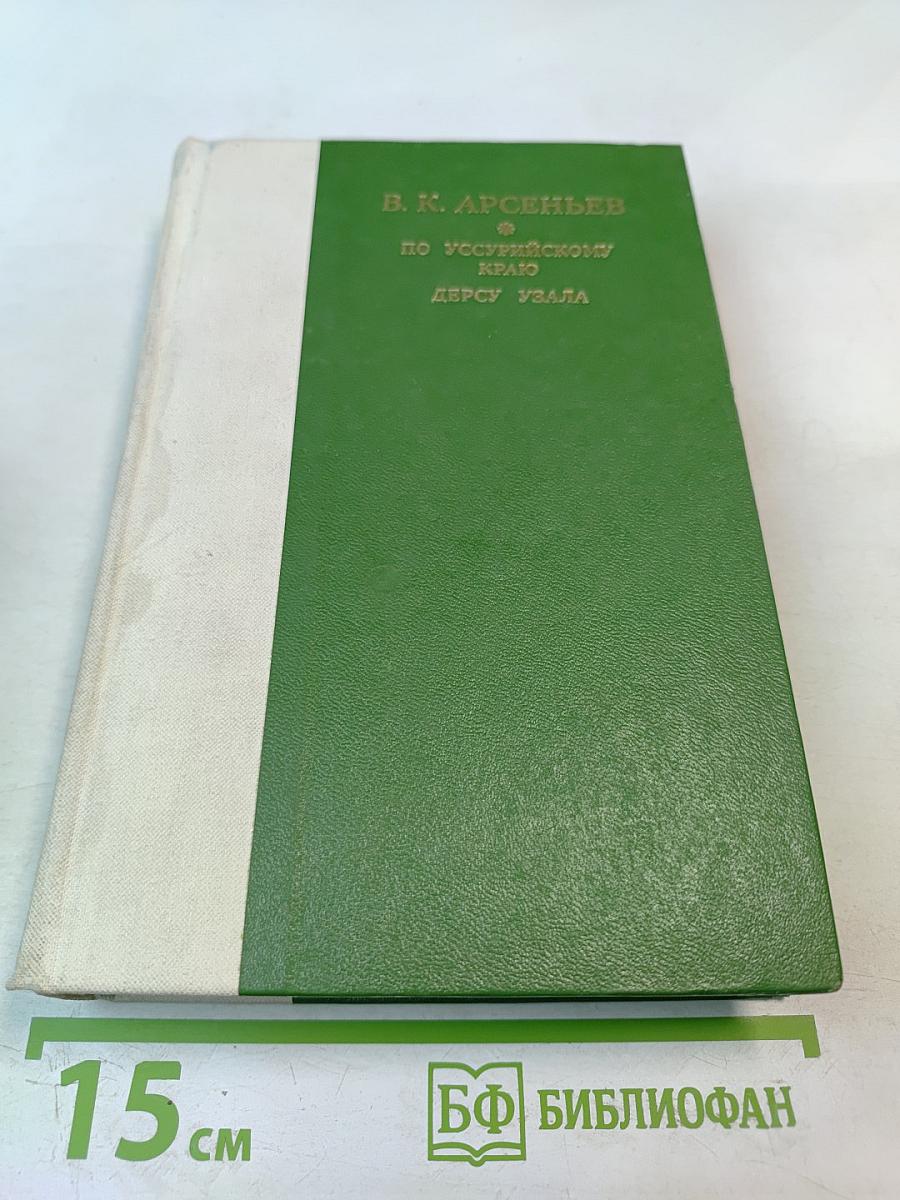 В. К. АРСЕНЬЕВ
*
ПО УССУРИЙСКОМУ
КРАЮ
ДЕРСУ УЗАЛА
15 см
БФ БИБЛИОФАН